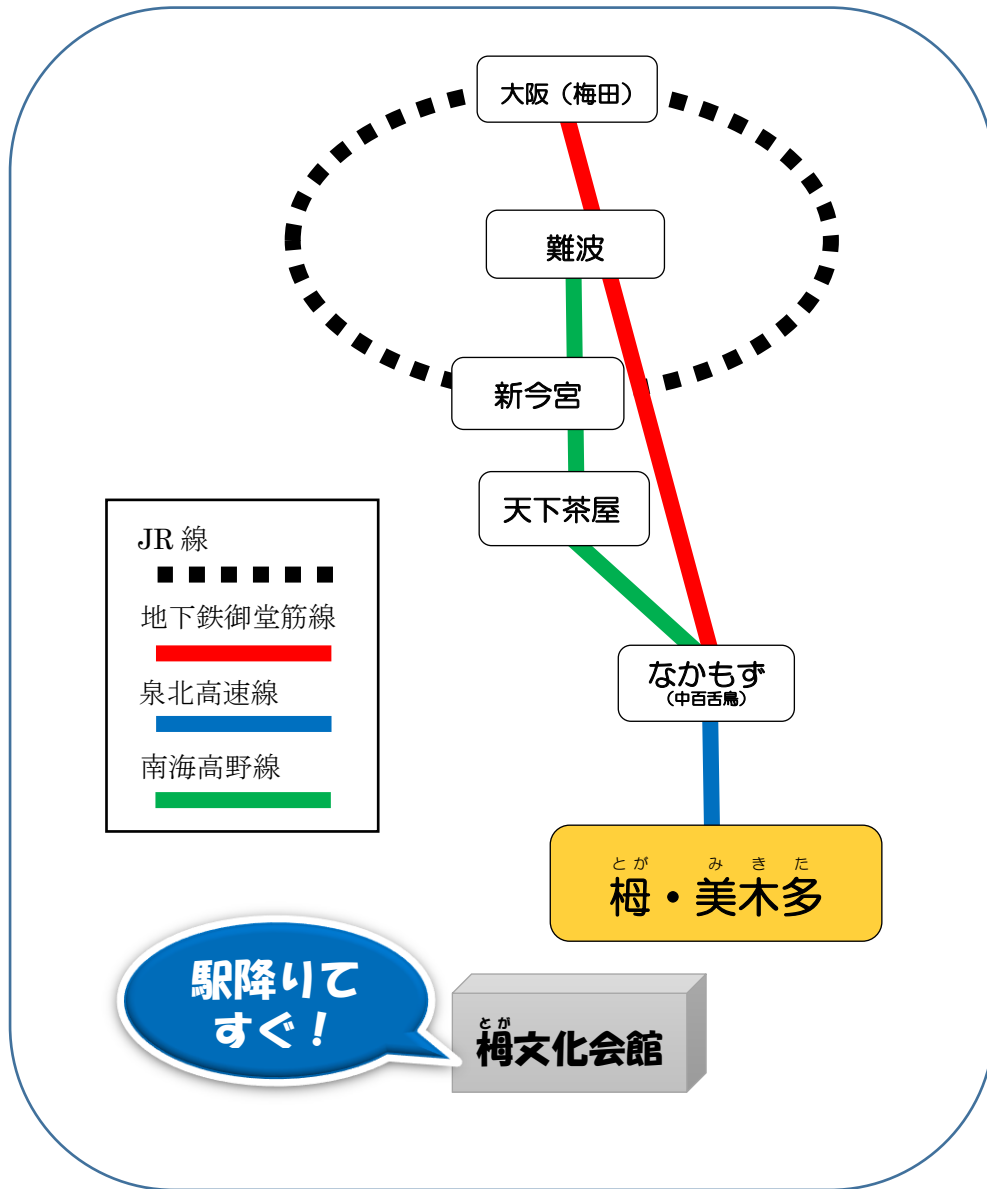 大阪（梅田）
難波
新今宮
天下茶屋
JR 線
地下鉄御堂筋線
泉北高速線
南海高野線
なかもず
（中百舌鳥）
とが みきた
栂・美木多
駅降りて
すぐ！
とが
栂文化会館